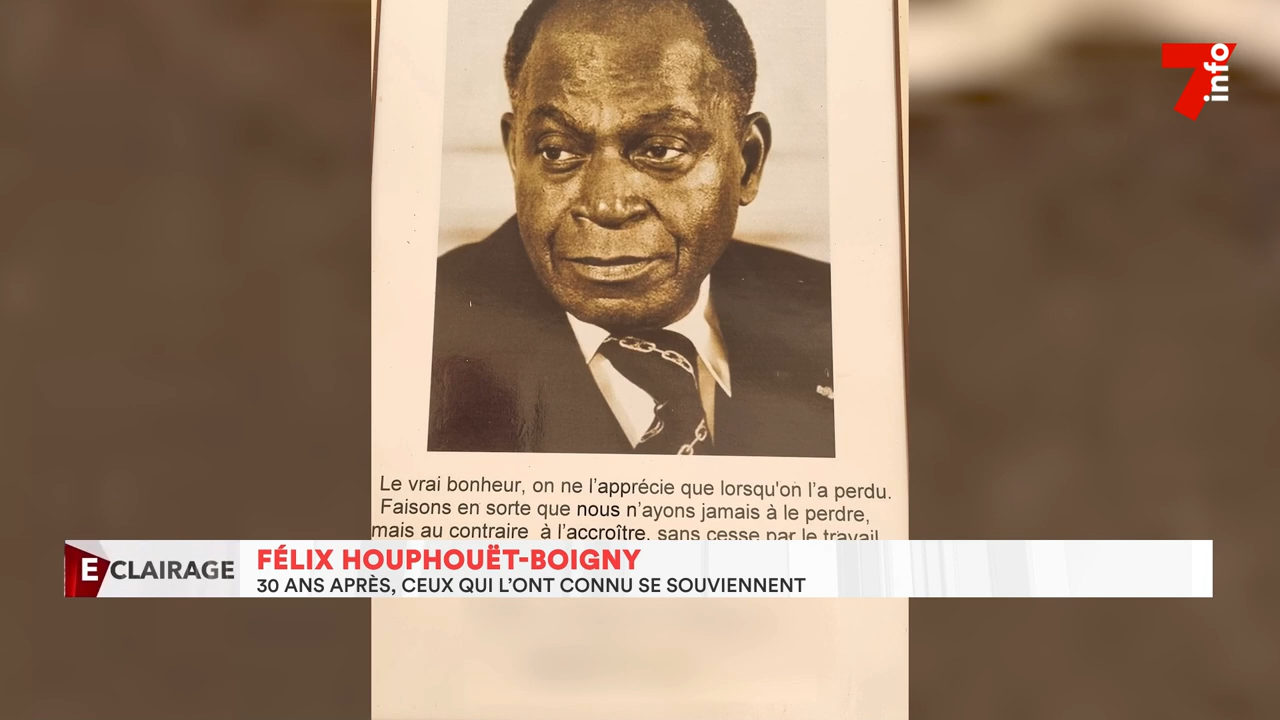 7 info
Le vrai bonheur, on ne l'apprécie que lorsqu'on l'a perdu.
Faisons en sorte que nous n'ayons jamais à le perdre,
mais au contraire à l'accroître, sans cesse par le travail
ECLAIRAGE
FÉLIX HOUPHOUËT-BOIGNY
30 ANS APRÈS, CEUX QUI L'ONT CONNU SE SOUVIENNENT